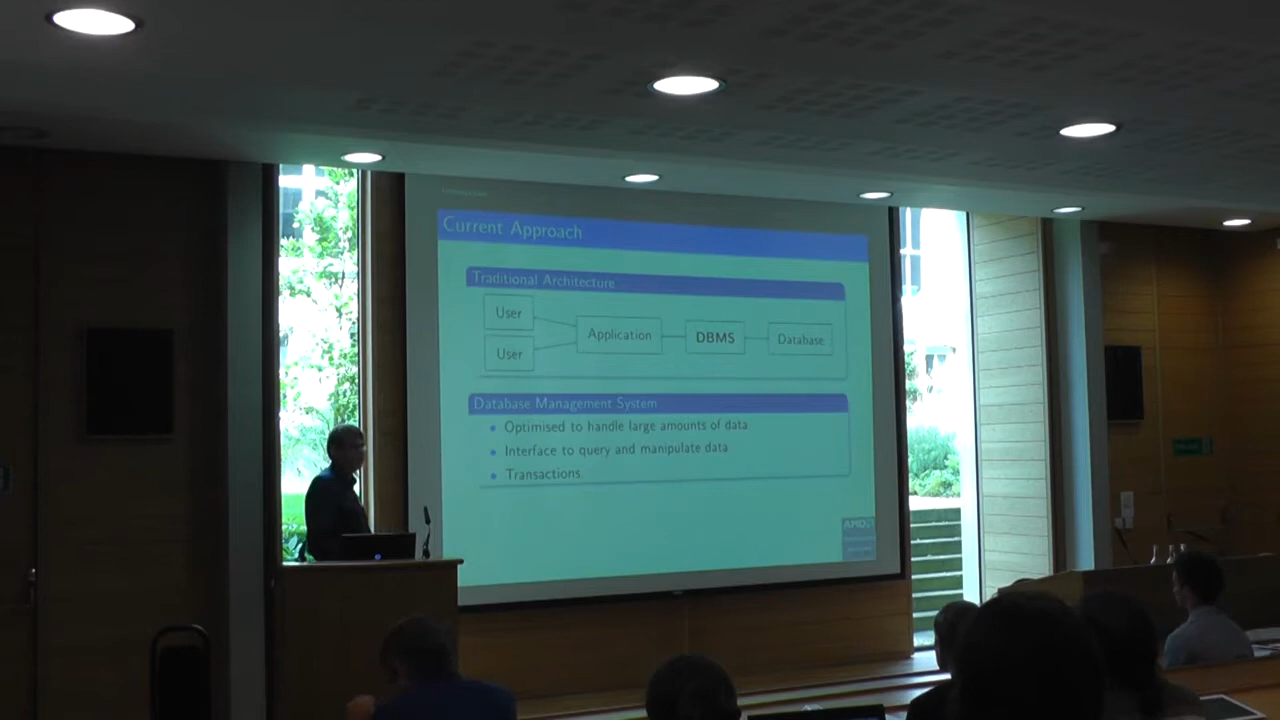 Current Approach
Traditional Architecture
User
Application
DBMS
Database
User
Database Management System
Optimised to handle large amounts of data
Interface to query and manipulate data
Transactions
AMD